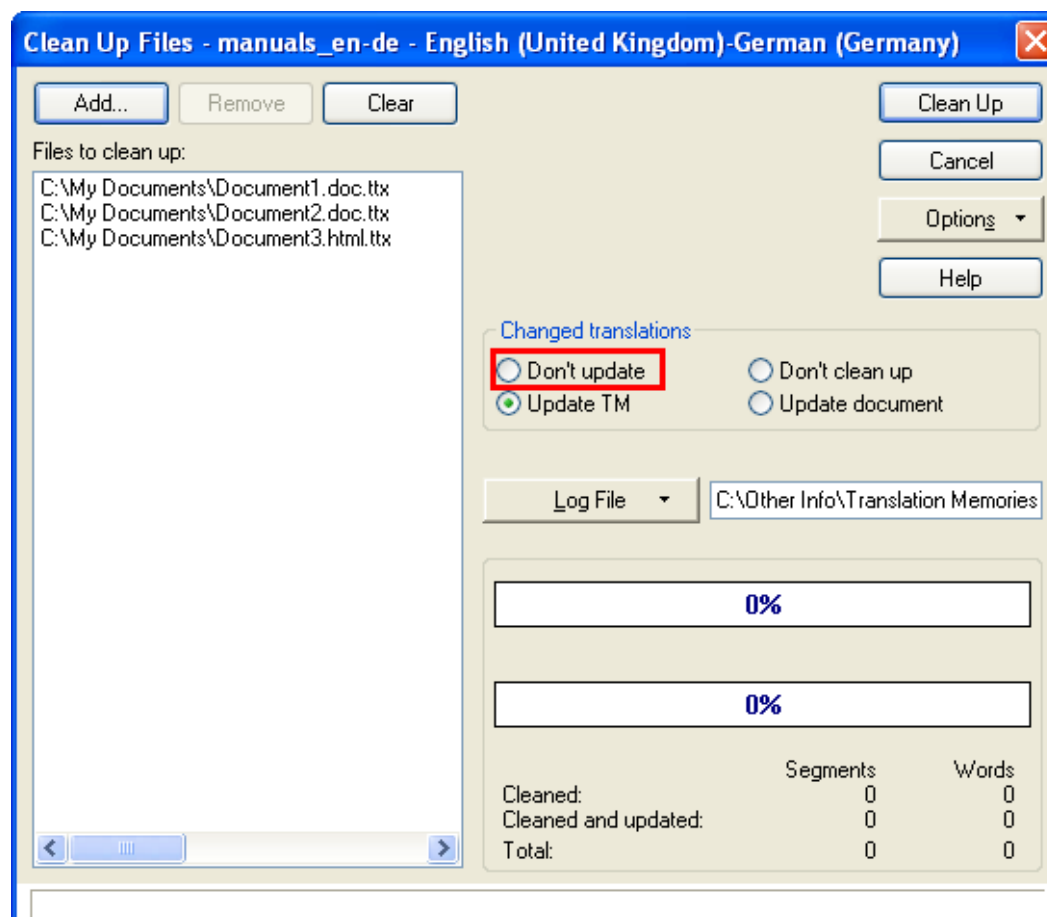 Clean Up Files - manuals_en-de - English (United Kingdom)-German (Germany)
Add... Remove Clear Clean Up
Files to clean up:
Cancel
C:\My Documents\Document1.doc.ttx
C:\My Documents\Document2.doc.ttx
C:\My Documents\Document3.html.ttx
Options
Help
Changed translations
Don't update Don't clean up
Update TM Update document
Log File C:\Other Info\Translation Memories
0%
0%
Segments Words
Cleaned: 0 0
Cleaned and updated: 0 0
Total: 0 0